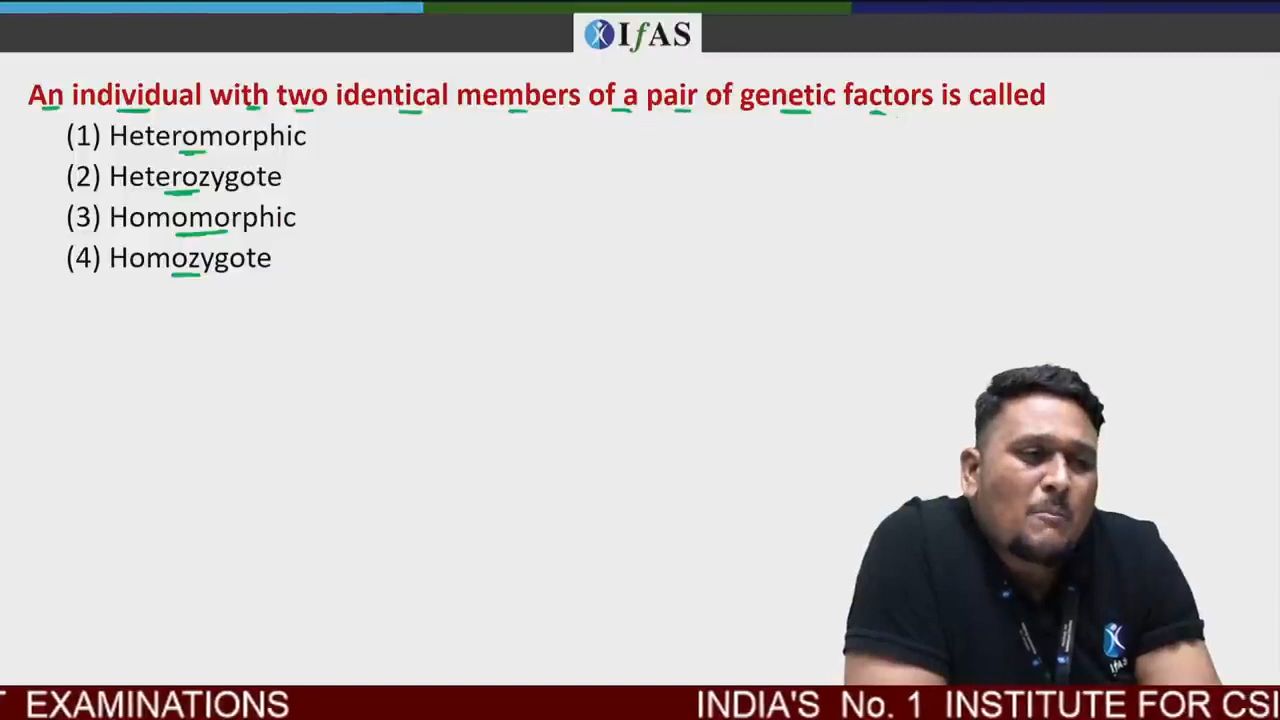 IfAS
An individual with two identical members of a pair of genetic factors is called
(1) Heteromorphic
(2) Heterozygote
(3) Homomorphic
(4) Homozygote
IfAS
T EXAMINATIONS INDIA'S No. 1 INSTITUTE FOR CSI